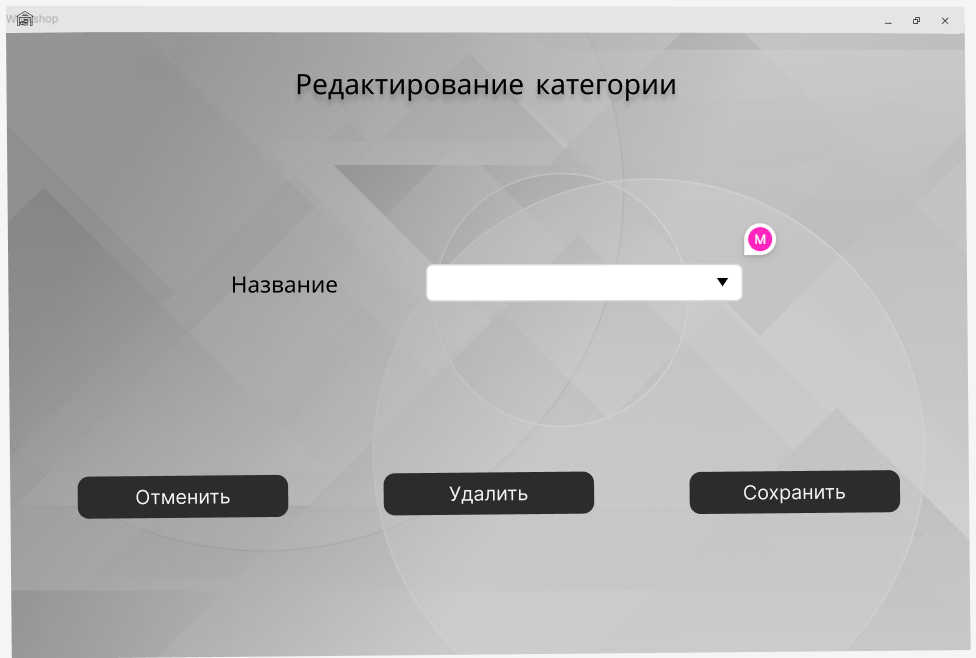 Редактирование категории
M
Название
Отменить
Удалить
Сохранить